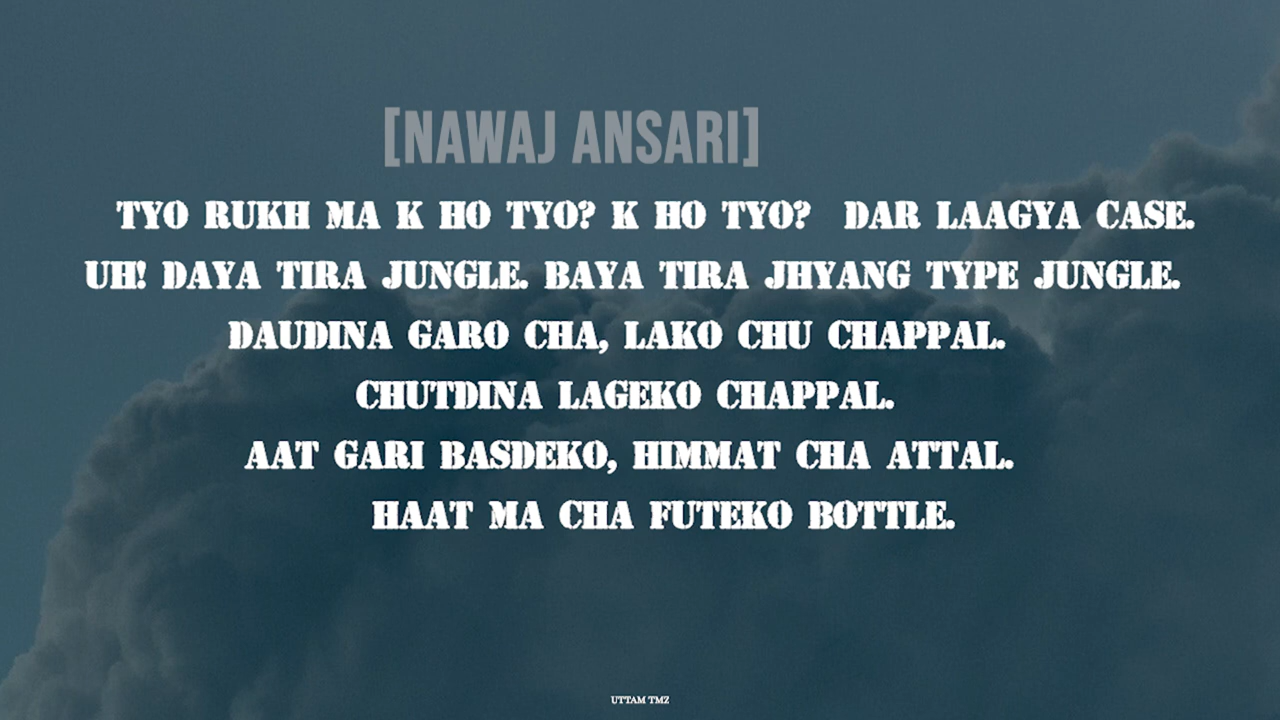 [NAWAJ ANSARI]
TYO RUKH MA K HO TYO? K HO TYO? DAR LAAGYA CASE.
UH! DAYA TIRA JUNGLE. BAYA TIRA JHYANG TYPE JUNGLE.
DAUDINA GARO CHA, LAKO CHU CHAPPAL.
CHUTDINA LAGEKO CHAPPAL.
AAT GARI BASDEKO, HIMMAT CHA ATTAL.
HAAT MA CHA FUTEKO BOTTLE.
UTTAM TMZ